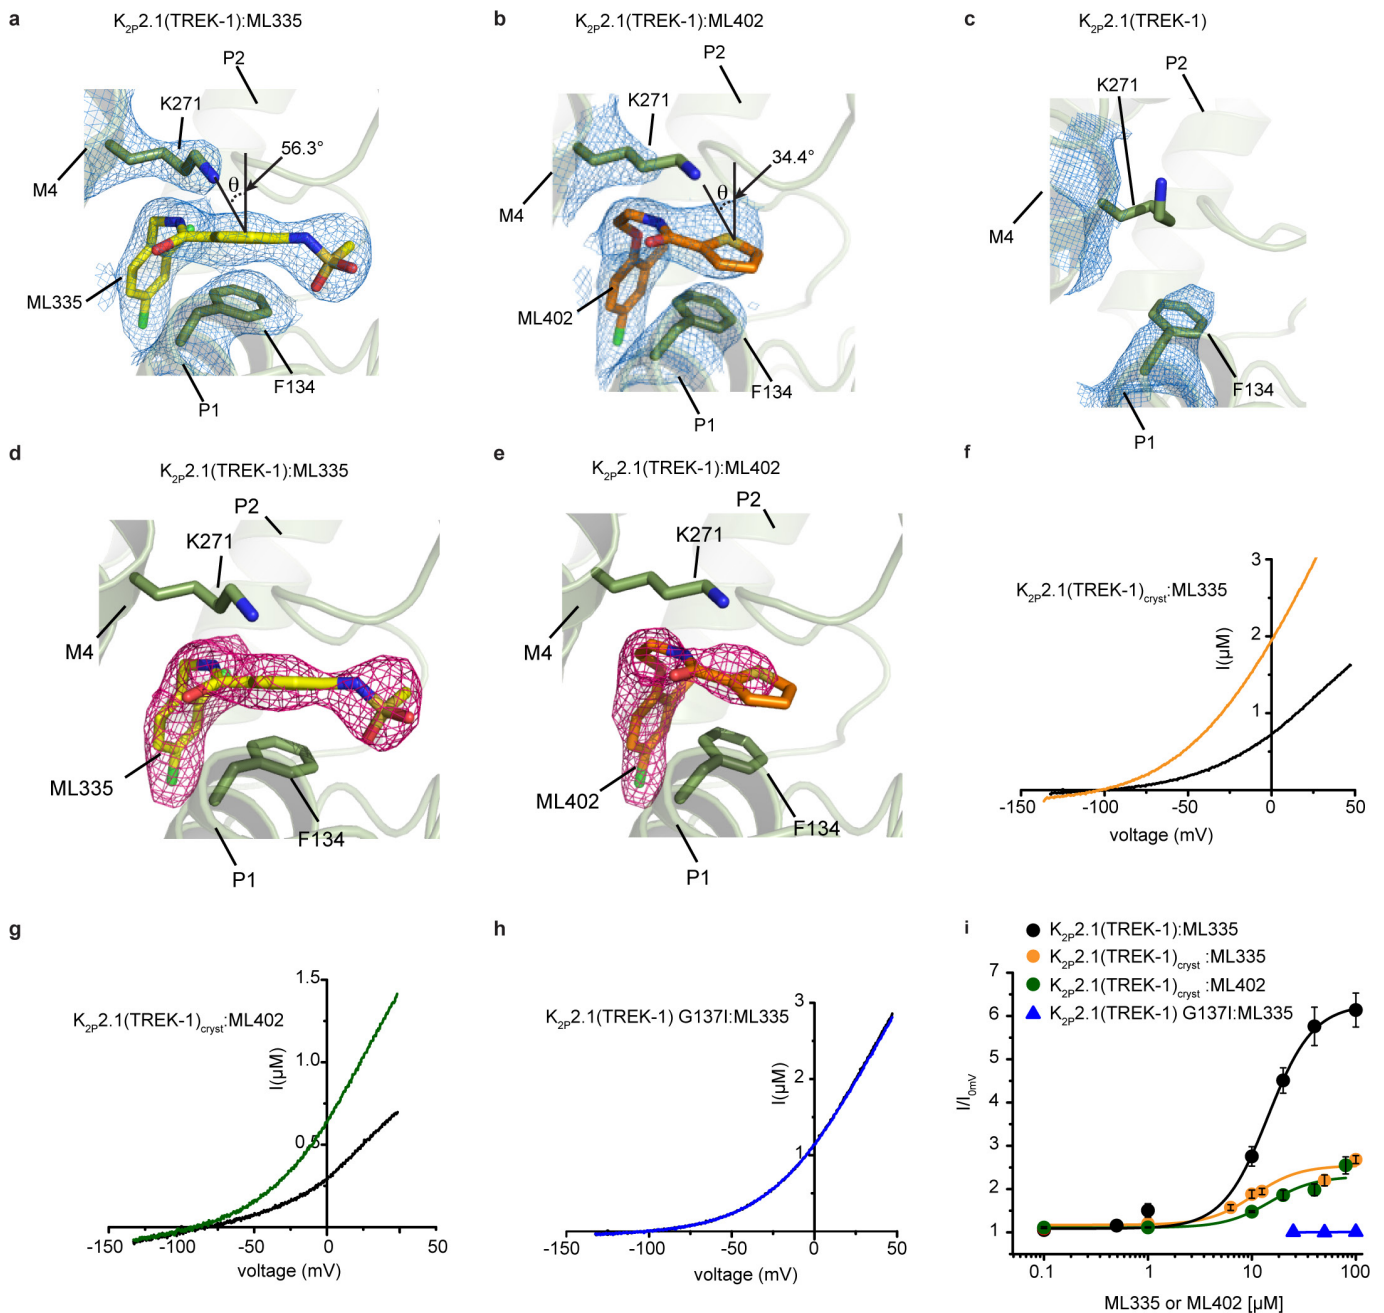 a
K2P2.1(TREK-1):ML335
P2
K271
56.3°
θ
M4
ML335
F134
P1
b
K2P2.1(TREK-1):ML402
P2
K271
34.4°
θ
M4
ML402
F134
P1
c
K2P2.1(TREK-1)
P2
K271
M4
F134
P1
d
K2P2.1(TREK-1):ML335
P2
K271
M4
ML335
F134
P1
e
K2P2.1(TREK-1):ML402
P2
K271
M4
ML402
F134
P1
f
K2P2.1(TREK-1)cryst:ML335
I(µM)
3
2
1
-150 -100 -50 0 50
voltage (mV)
g
K2P2.1(TREK-1)cryst:ML402
I(µM)
1.5
1.0
0.5
-150 -100 -50 0 50
voltage (mV)
h
K2P2.1(TREK-1) G137I:ML335
I(µM)
3
2
1
-150 -100 -50 0 50
voltage (mV)
i
K2P2.1(TREK-1):ML335
K2P2.1(TREK-1)cryst :ML335
K2P2.1(TREK-1)cryst :ML402
K2P2.1(TREK-1) G137I:ML335
I/I0mV
7
6
5
4
3
2
1
0.1 1 10 100
ML335 or ML402 [µM]